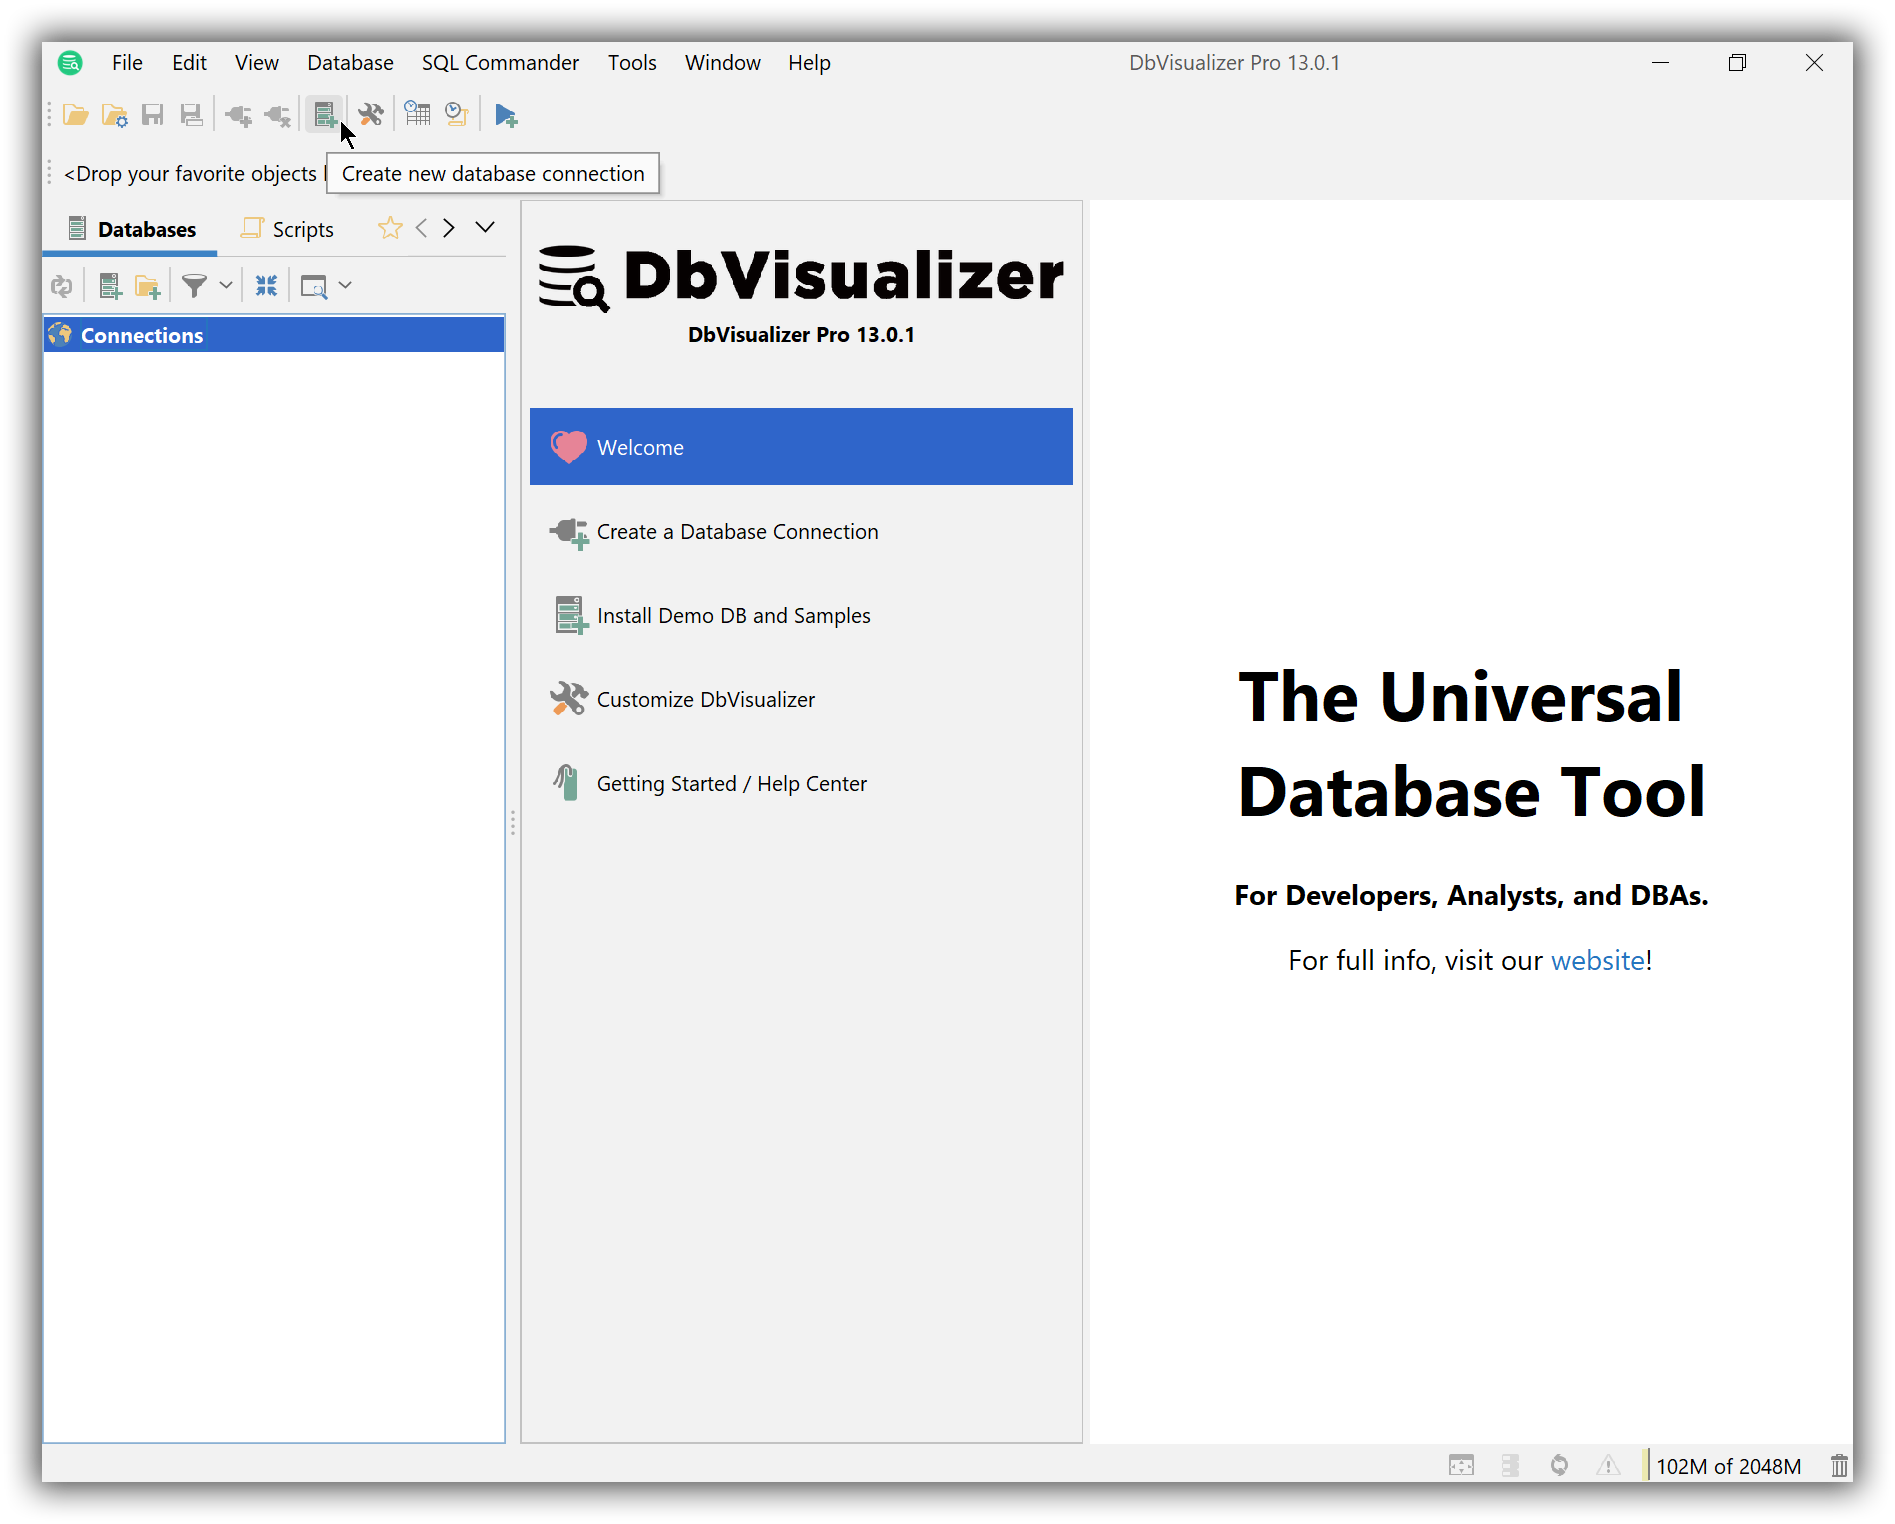 File Edit View Database SQL Commander Tools Window Help DbVisualizer Pro 13.0.1
<Drop your favorite objects
Create new database connection
Databases Scripts
Connections
DbVisualizer
DbVisualizer Pro 13.0.1
Welcome
Create a Database Connection
Install Demo DB and Samples
Customize DbVisualizer
Getting Started / Help Center
The Universal
Database Tool
For Developers, Analysts, and DBAs.
For full info, visit our website!
102M of 2048M